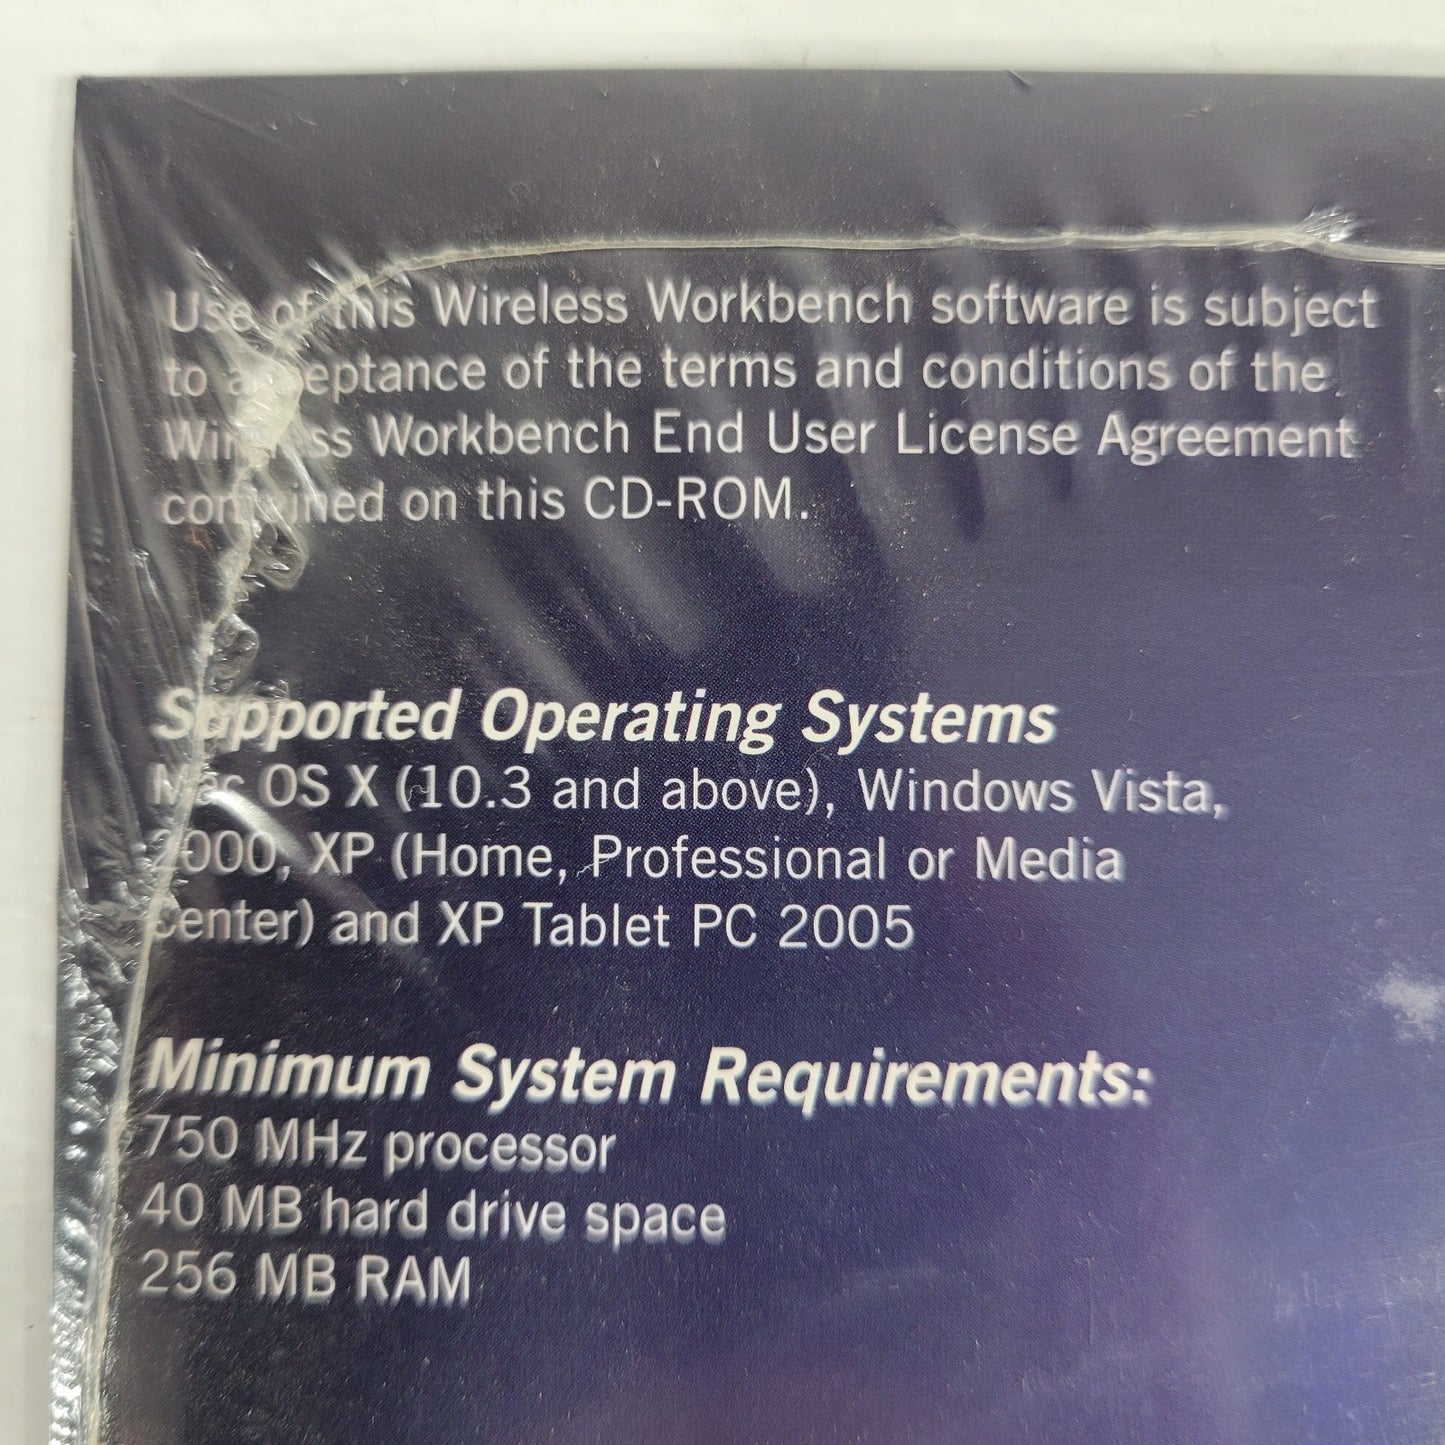 Use of this Wireless Workbench software is subject
to acceptance of the terms and conditions of the
Wireless Workbench End User License Agreement
contained on this CD-ROM.
Supported Operating Systems
Mac OS X (10.3 and above), Windows Vista,
2000, XP (Home, Professional or Media
Center) and XP Tablet PC 2005
Minimum System Requirements:
750 MHz processor
40 MB hard drive space
256 MB RAM